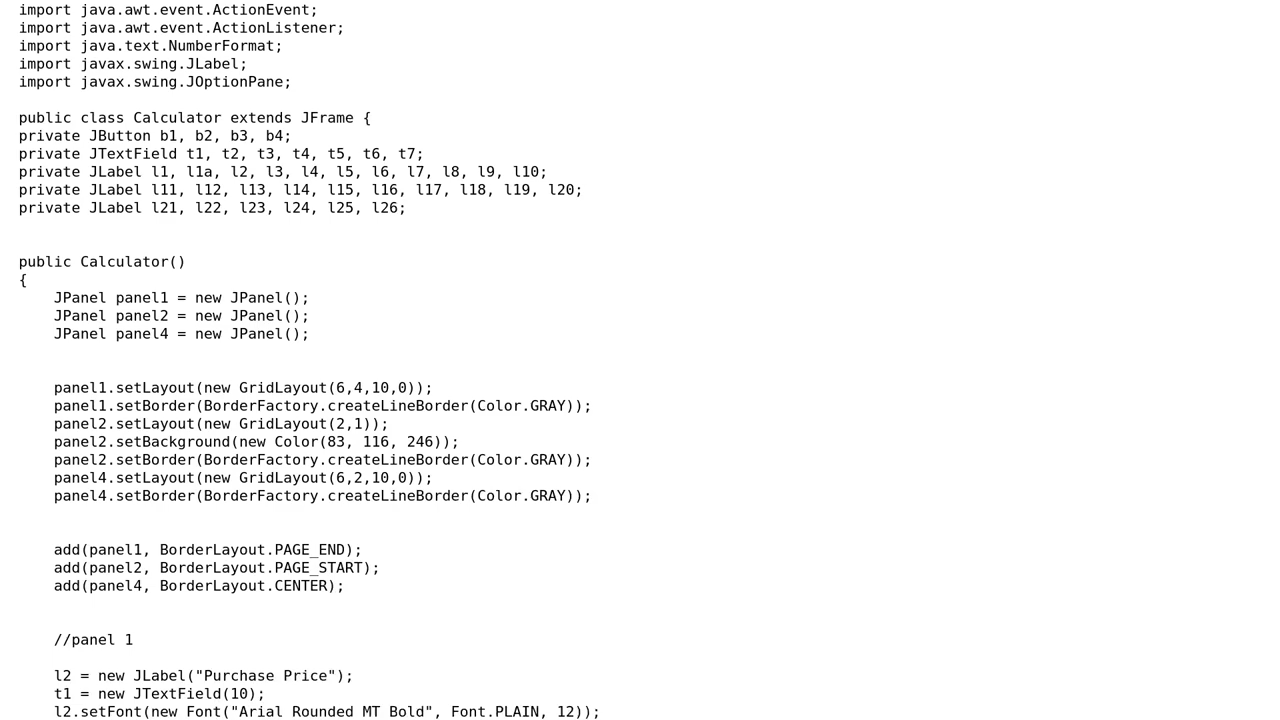 import java.awt.event.ActionEvent;
import java.awt.event.ActionListener;
import java.text.NumberFormat;
import javax.swing.JLabel;
import javax.swing.JOptionPane;
public class Calculator extends JFrame {
private JButton b1, b2, b3, b4;
private JTextField t1, t2, t3, t4, t5, t6, t7;
private JLabel l1, l1a, l2, l3, l4, l5, l6, l7, l8, l9, l10;
private JLabel l11, l12, l13, l14, l15, l16, l17, l18, l19, l20;
private JLabel l21, l22, l23, l24, l25, l26;
public Calculator()
{
JPanel panel1 = new JPanel();
JPanel panel2 = new JPanel();
JPanel panel4 = new JPanel();
panel1.setLayout(new GridLayout(6,4,10,0));
panel1.setBorder(BorderFactory.createLineBorder(Color.GRAY));
panel2.setLayout(new GridLayout(2,1));
panel2.setBackground(new Color(83, 116, 246));
panel2.setBorder(BorderFactory.createLineBorder(Color.GRAY));
panel4.setLayout(new GridLayout(6,2,10,0));
panel4.setBorder(BorderFactory.createLineBorder(Color.GRAY));
add(panel1, BorderLayout.PAGE_END);
add(panel2, BorderLayout.PAGE_START);
add(panel4, BorderLayout.CENTER);
//panel 1
l2 = new JLabel("Purchase Price");
t1 = new JTextField(10);
l2.setFont(new Font("Arial Rounded MT Bold", Font.PLAIN, 12));